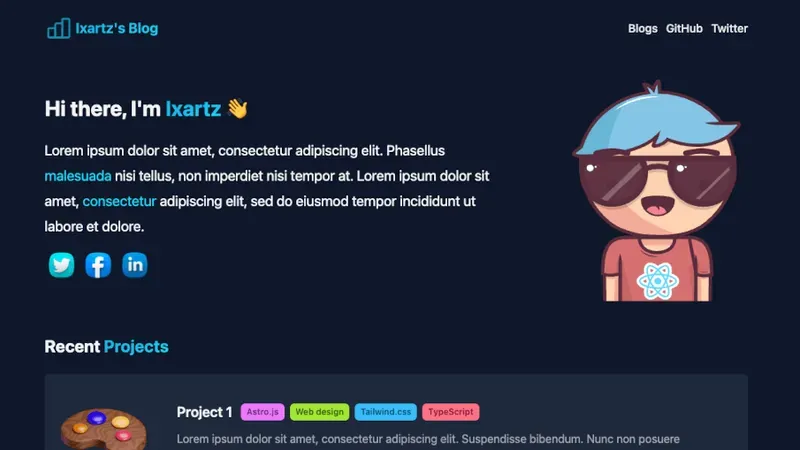 Ixartz's Blog
Blogs GitHub Twitter
Hi there, I'm Ixartz 👋
Lorem ipsum dolor sit amet, consectetur adipiscing elit. Phasellus
malesuada nisi tellus, non imperdiet nisi tempor at. Lorem ipsum dolor sit
amet, consectetur adipiscing elit, sed do eiusmod tempor incididunt ut
labore et dolore.
in
Recent Projects
Project 1 Astro.js Web design Tailwind.css TypeScript
Lorem ipsum dolor sit amet, consectetur adipiscing elit. Suspendisse bibendum. Nunc non posuere